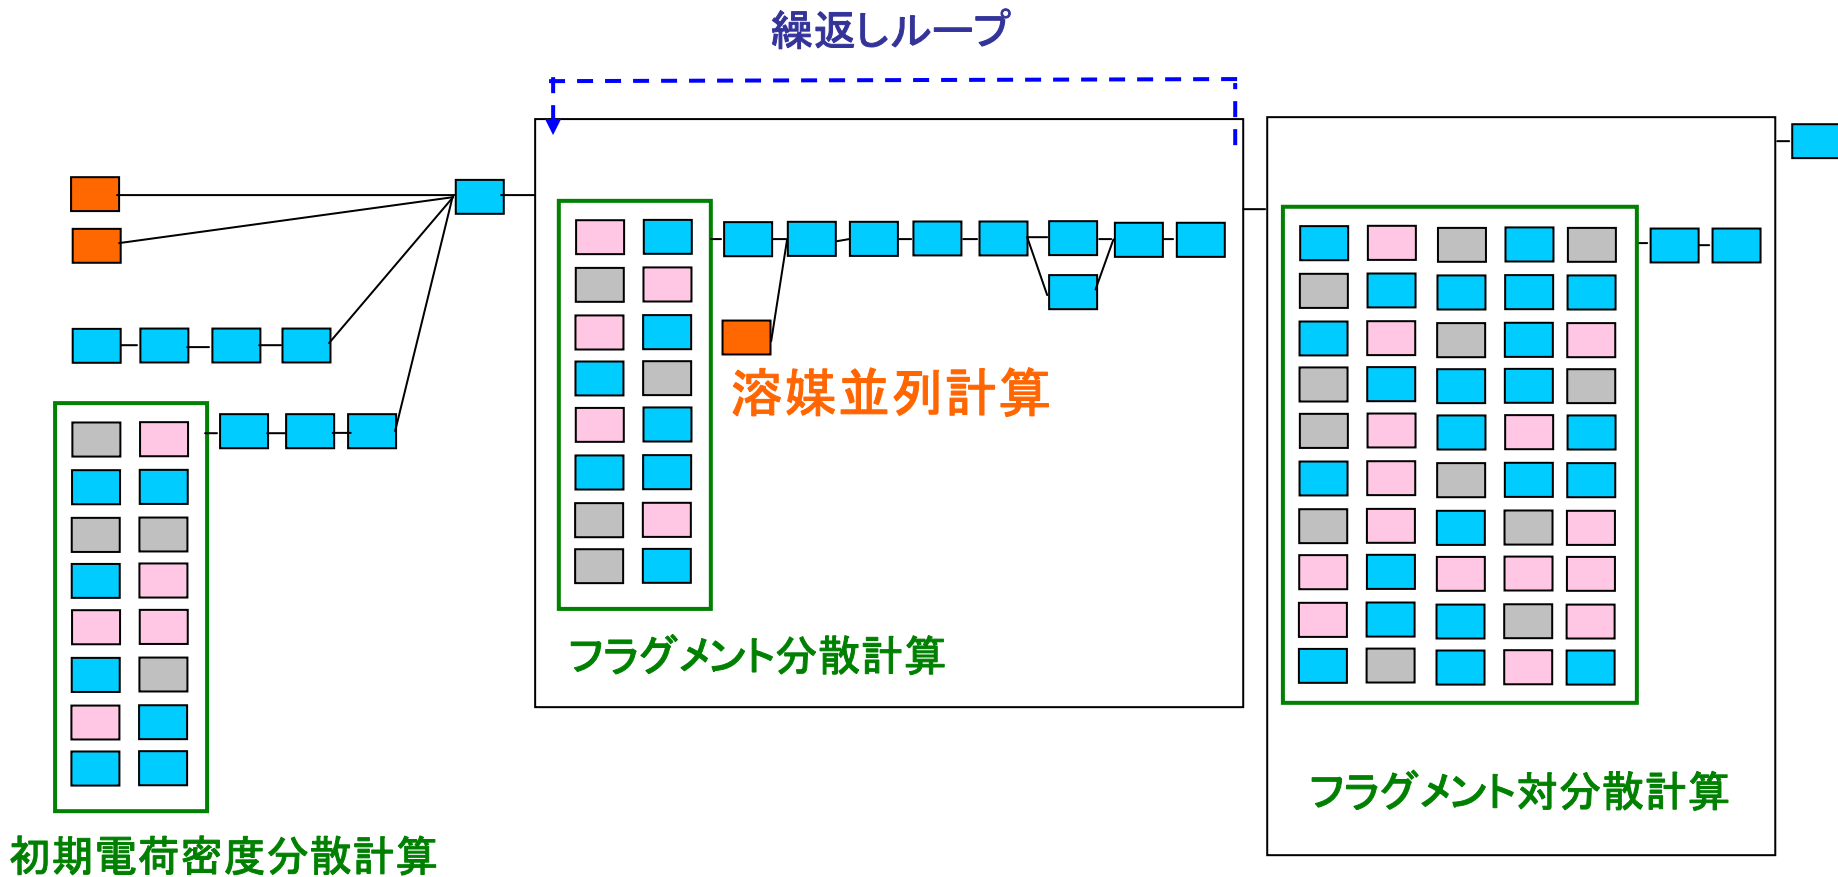 繰返しループ
溶媒並列計算
フラグメント分散計算
フラグメント対分散計算
初期電荷密度分散計算